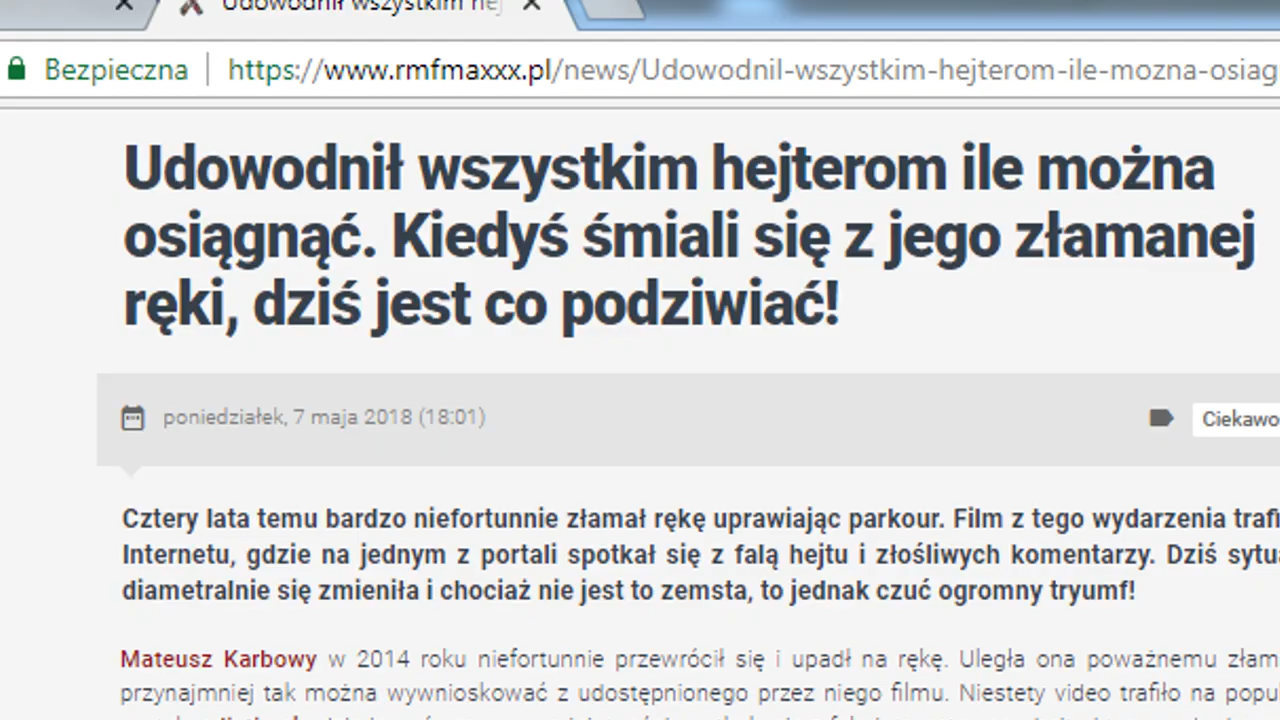 Udowodnił wszystkim hej
Bezpieczna https://www.rmfmaxxx.pl/news/Udowodnil-wszystkim-hejterom-ile-mozna-osiag
Udowodnił wszystkim hejterom ile można
osiągnąć. Kiedyś śmiali się z jego złamanej
ręki, dziś jest co podziwiać!
poniedziałek, 7 maja 2018 (18:01)
Ciekawo
Cztery lata temu bardzo niefortunnie złamał rękę uprawiając parkour. Film z tego wydarzenia trafi
Internetu, gdzie na jednym z portali spotkał się z falą hejtu i złośliwych komentarzy. Dziś sytu
diametralnie się zmieniła i chociaż nie jest to zemsta, to jednak czuć ogromny tryumf!
Mateusz Karbowy w 2014 roku niefortunnie przewrócił się i upadł na rękę. Uległa ona poważnemu złam
przynajmniej tak można wywnioskować z udostępnionego przez niego filmu. Niestety video trafiło na popu